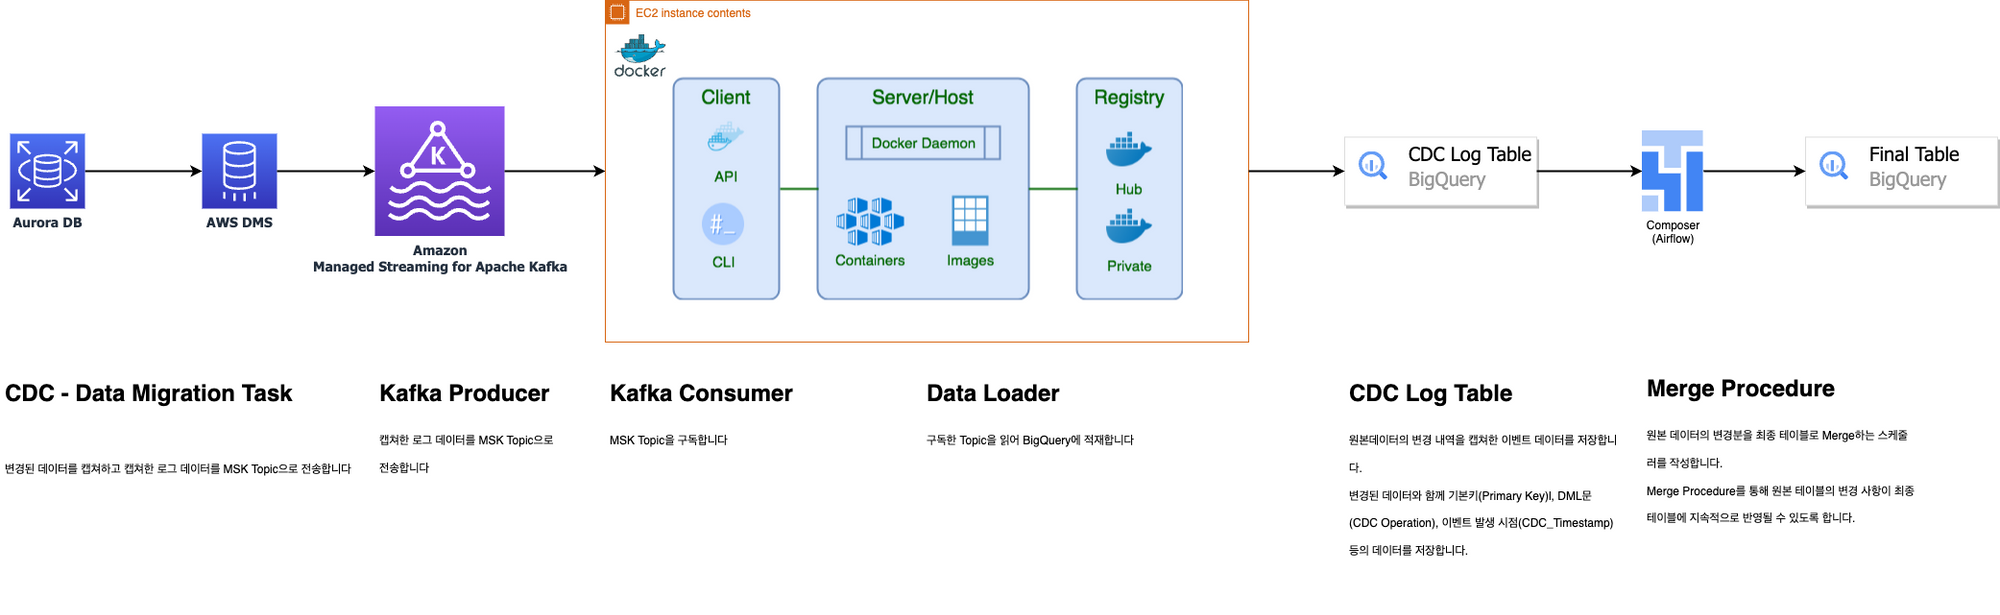 EC2 instance contents
docker
Client
API
CLI
Server/Host
Docker Daemon
Containers
Images
Registry
Hub
Private
Aurora DB
AWS DMS
K
Amazon
Managed Streaming for Apache Kafka
#_
CDC Log Table
BigQuery
Composer
(Airflow)
Final Table
BigQuery
CDC - Data Migration Task
변경된 데이터를 캡쳐하고 캡쳐한 로그 데이터를 MSK Topic으로 전송합니다
Kafka Producer
캡쳐한 로그 데이터를 MSK Topic으로
전송합니다
Kafka Consumer
MSK Topic을 구독합니다
Data Loader
구독한 Topic을 읽어 BigQuery에 적재합니다
CDC Log Table
원본데이터의 변경 내역을 캡쳐한 이벤트 데이터를 저장합니
다.
변경된 데이터와 함께 기본키(Primary Key)l, DML문
(CDC Operation), 이벤트 발생 시점(CDC_Timestamp)
등의 데이터를 저장합니다.
Merge Procedure
원본 데이터의 변경분을 최종 테이블로 Merge하는 스케줄
러를 작성합니다.
Merge Procedure를 통해 원본 테이블의 변경 사항이 최종
테이블에 지속적으로 반영될 수 있도록 합니다.